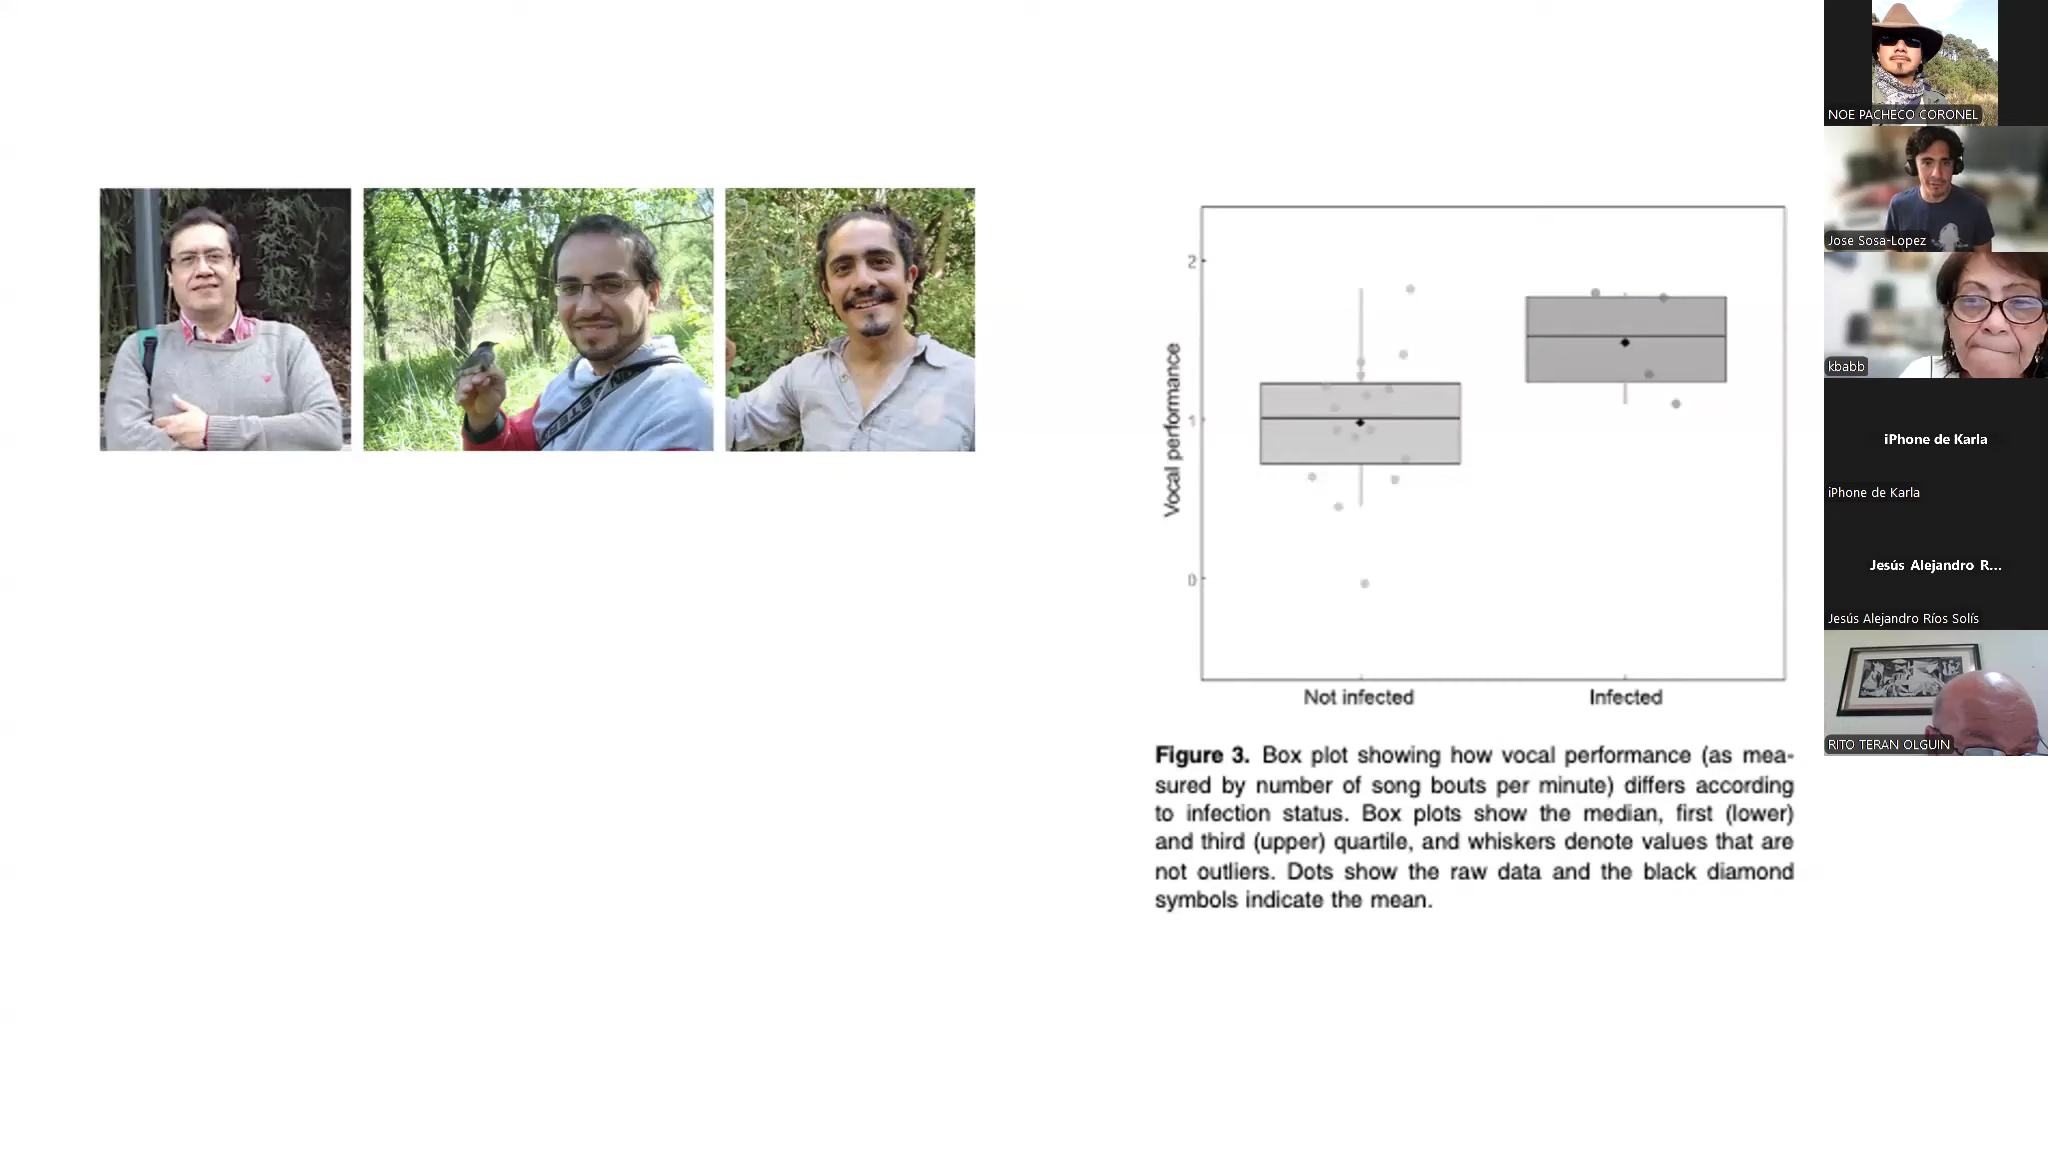 2
1
0
Vocal performance
Not infected
Infected
Figure 3. Box plot showing how vocal performance (as mea-
sured by number of song bouts per minute) differs according
to infection status. Box plots show the median, first (lower)
and third (upper) quartile, and whiskers denote values that are
not outliers. Dots show the raw data and the black diamond
symbols indicate the mean.
NOE PACHECO CORONEL
Jose Sosa-Lopez
kbabb
iPhone de Karla
iPhone de Karla
Jesús Alejandro R...
Jesús Alejandro Ríos Solís
RITO TERAN OLGUIN